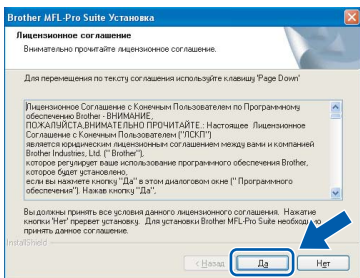 Brother MFL-Pro Suite Установка
Лицензионное соглашение
Внимательно прочитайте лицензионное соглашение.
Для перемещения по тексту соглашения используйте клавишу 'Page Down'
Лицензионное Соглашение с Конечным Пользователем по Программному
обеспечению Brother - ВНИМАНИЕ,
ПОЖАЛУЙСТА,ВНИМАТЕЛЬНО ПРОЧИТАЙТЕ.: Настоящее Лицензионное
Соглашение с Конечным Пользователем ("ЛСКП")
является юридическим лицензионным соглашением между вами и компанией
Brother Industries, Ltd. (" Brother"),
которое регулирует ваше использование программного обеспечения Brother,
которое будет установлено,
если вы нажмете кнопку "Да" в этом диалоговом окне (" Программного
обеспечения"). Нажав кнопку "Да",
Вы должны принять все условия данного лицензионного соглашения. Нажатие
кнопки 'Нет' прервет установку. Для установки Brother MFL-Pro Suite необходимо
принять данное соглашение.
InstallShield
< Назад
Да
Нет